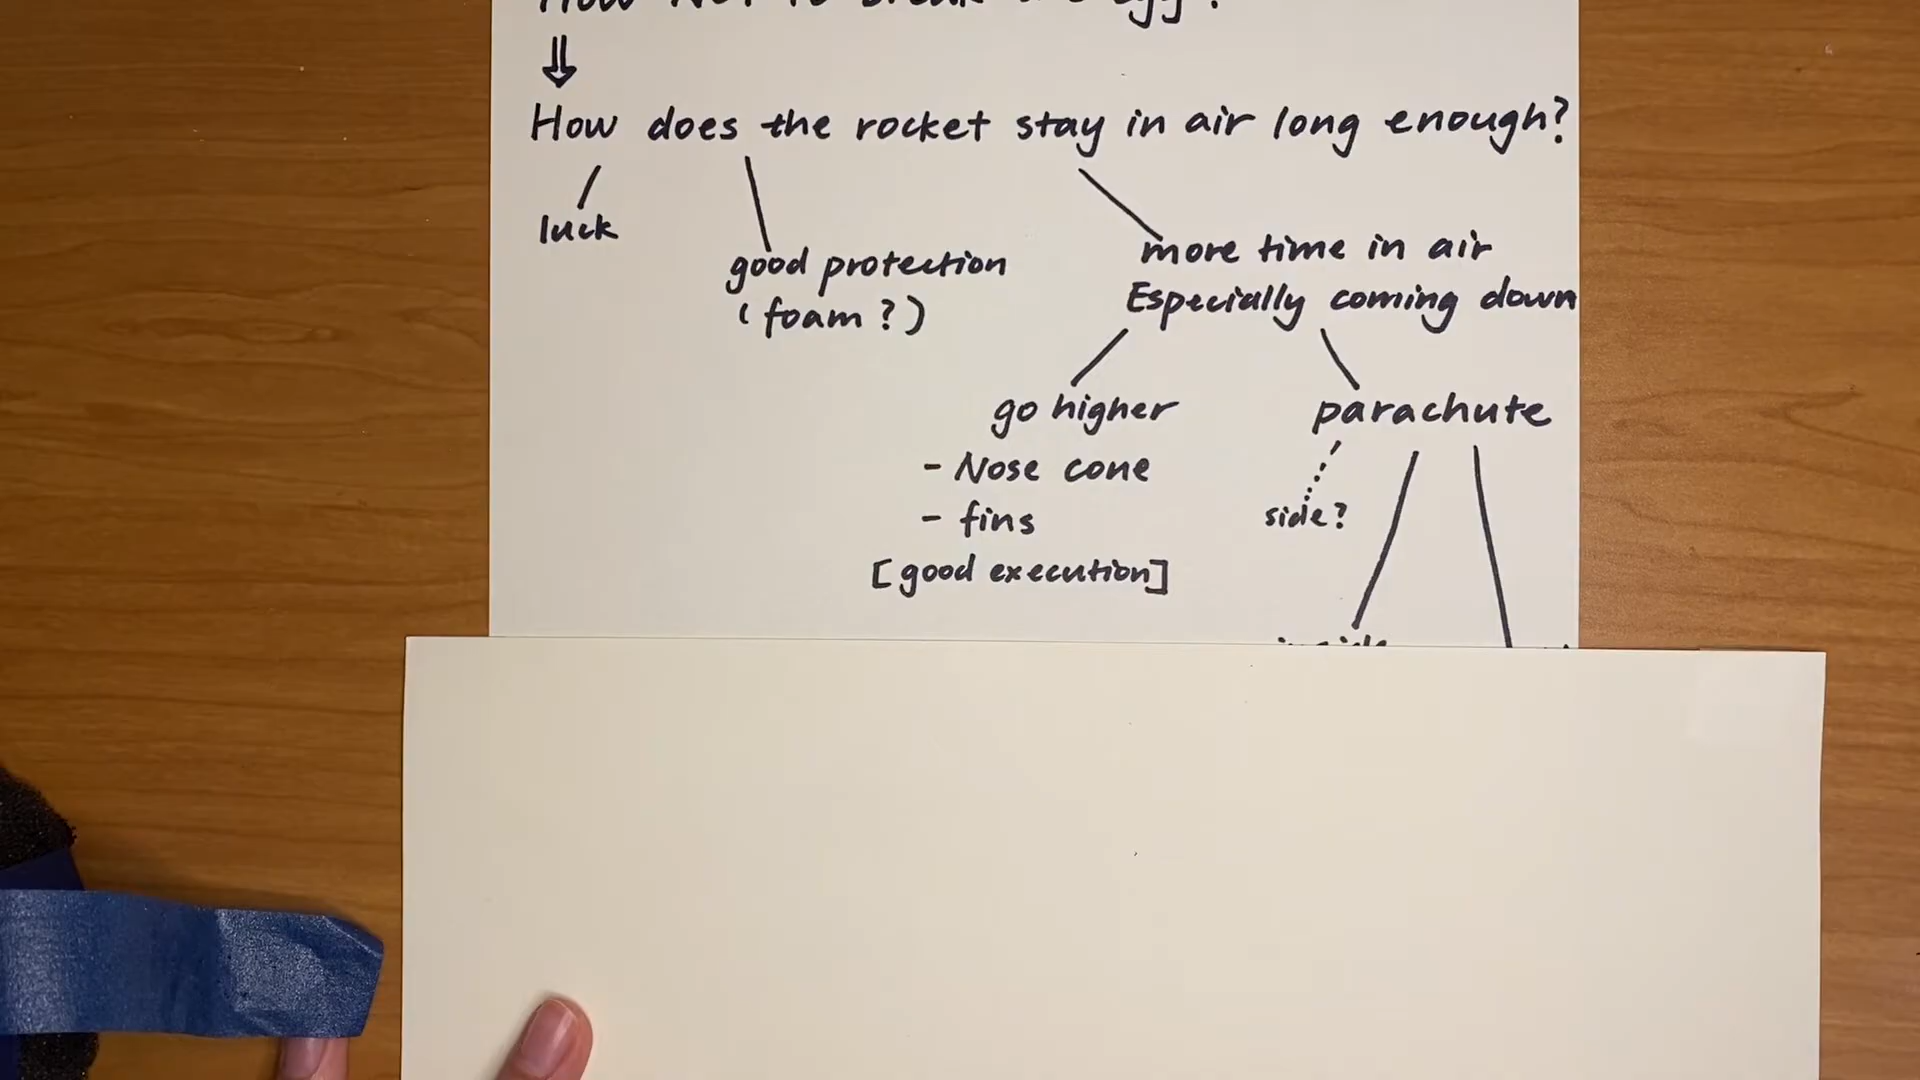 How does the rocket stay in air long enough?
luck
good protection
(foam?)
more time in air
Especially coming down
go higher
- Nose cone
- fins
[good execution]
parachute
side?